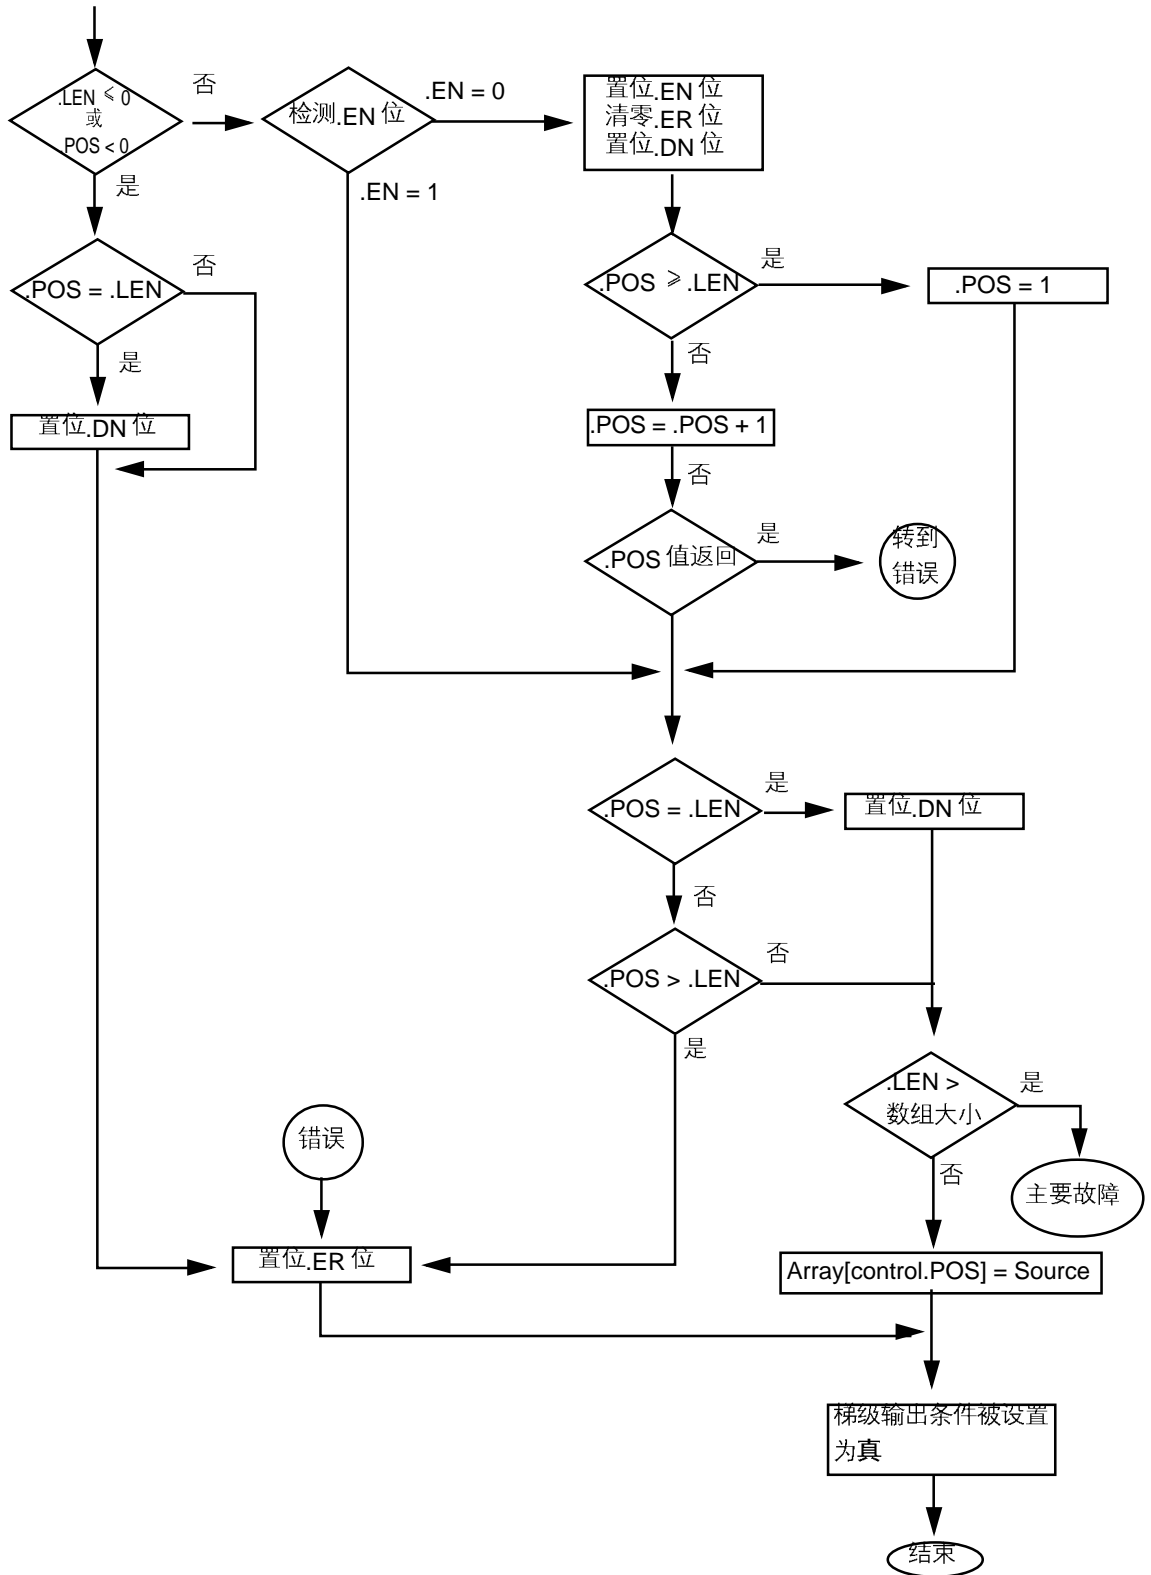 .LEN ≤ 0
或
.POS < 0
否
是
检测.EN 位
.EN = 0
.EN = 1
置位.EN 位
清零.ER 位
置位.DN 位
.POS = .LEN
否
是
置位.DN 位
.POS ≥ .LEN
是
.POS = 1
否
.POS = .POS + 1
否
.POS 值返回
是
转到
错误
.POS = .LEN
是
置位.DN 位
否
.POS > .LEN
否
是
.LEN >
数组大小
是
主要故障
否
错误
置位.ER 位
Array[control.POS] = Source
梯级输出条件被设置
为真
结束